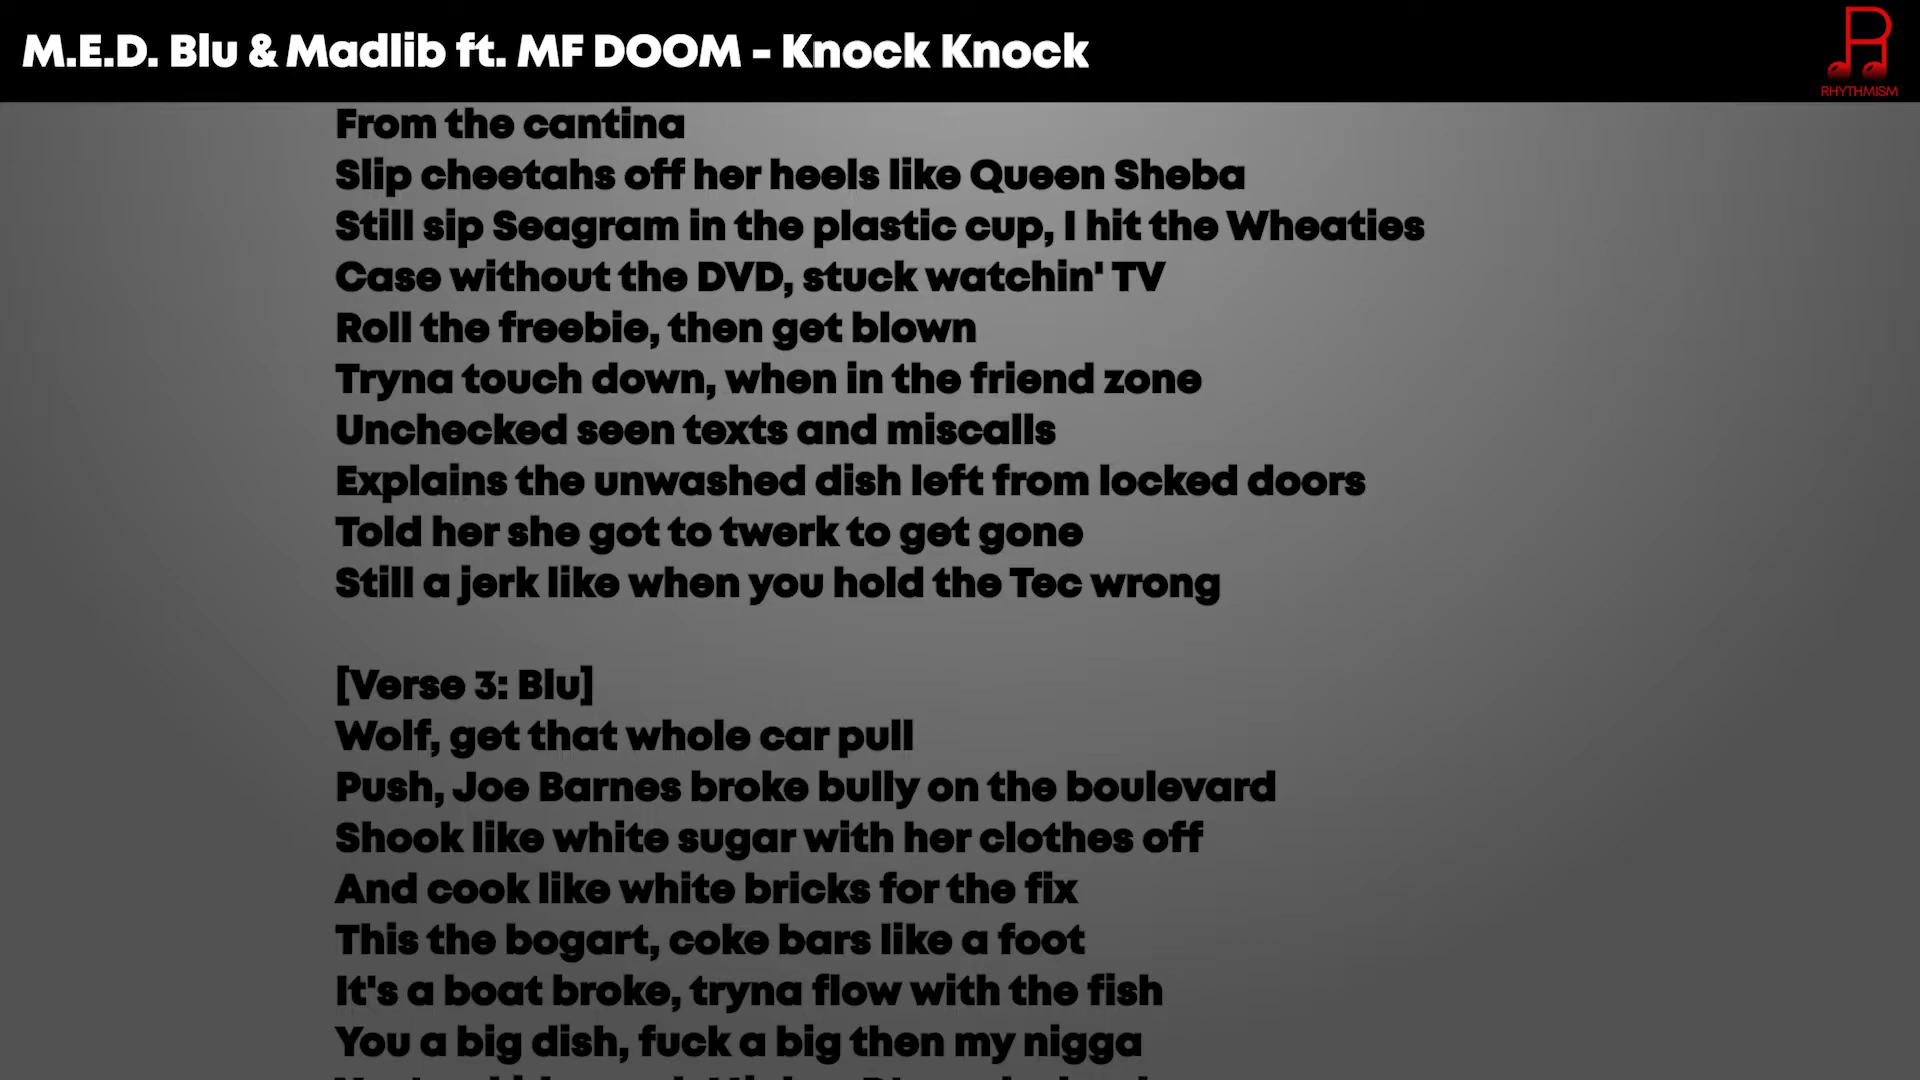 M.E.D. Blu & Madlib ft. MF DOOM - Knock Knock
RHYTHMISM
From the cantina
Slip cheetahs off her heels like Queen Sheba
Still sip Seagram in the plastic cup, I hit the Wheaties
Case without the DVD, stuck watchin' TV
Roll the freebie, then get blown
Tryna touch down, when in the friend zone
Unchecked seen texts and miscalls
Explains the unwashed dish left from locked doors
Told her she got to twerk to get gone
Still a jerk like when you hold the Tec wrong
[Verse 3: Blu]
Wolf, get that whole car pull
Push, Joe Barnes broke bully on the boulevard
Shook like white sugar with her clothes off
And cook like white bricks for the fix
This the bogart, coke bars like a foot
It's a boat broke, tryna flow with the fish
You a big dish, fuck a big then my nigga